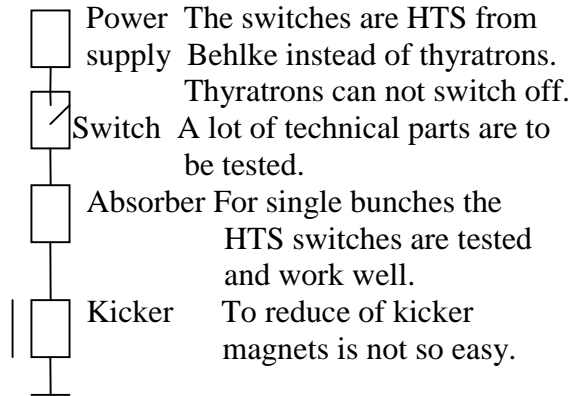 Power The switches are HTS from
supply Behlke instead of thyratrons.
Thyratrons can not switch off.
Switch A lot of technical parts are to
be tested.
Absorber For single bunches the
HTS switches are tested
and work well.
Kicker To reduce of kicker
magnets is not so easy.